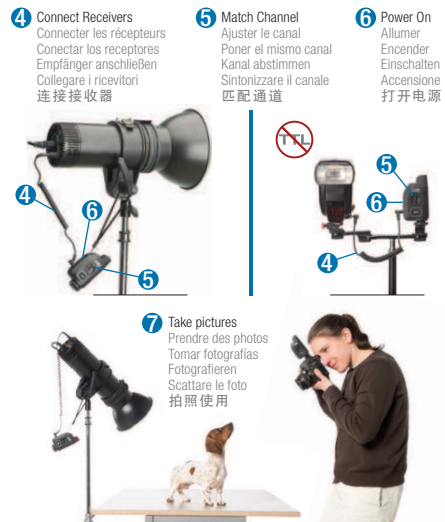 4 Connect Receivers
Connecter les récepteurs
Conectar los receptores
Empfänger anschließen
Collegare i ricevitori
连接接收器
5 Match Channel
Ajuster le canal
Poner el mismo canal
Kanal abstimmen
Sintonizzare il canale
匹配通道
6 Power On
Allumer
Encender
Einschalten
Accensione
打开电源
TTL
4
6
5
5
6
4
7 Take pictures
Prendre des photos
Tomar fotografías
Fotografieren
Scattare le foto
拍照使用